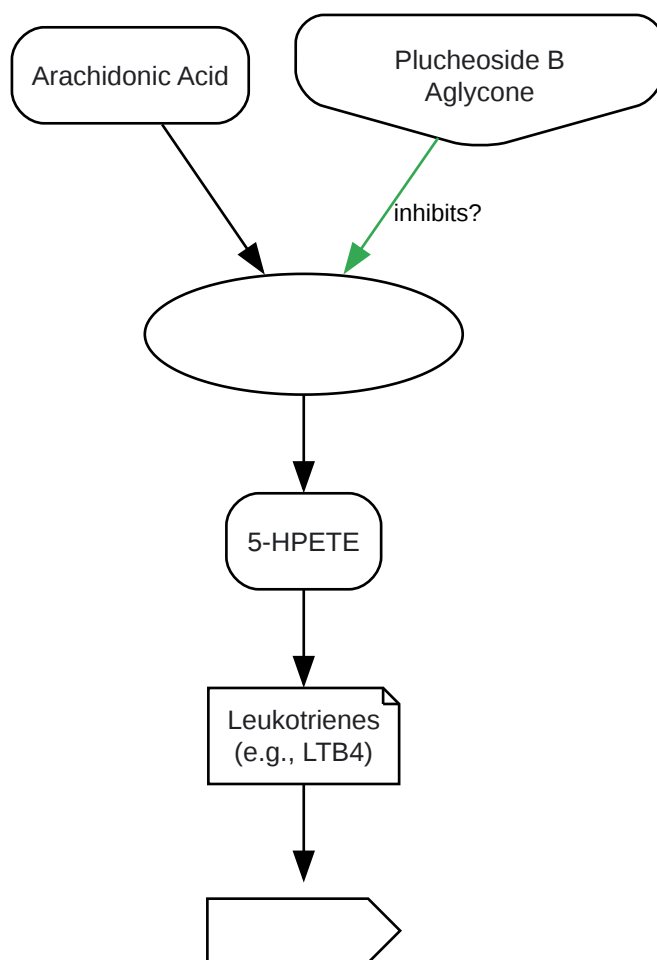 Arachidonic Acid
Plucheoside B
Aglycone
inhibits?
5-HPETE
Leukotrienes
(e.g., LTB4)